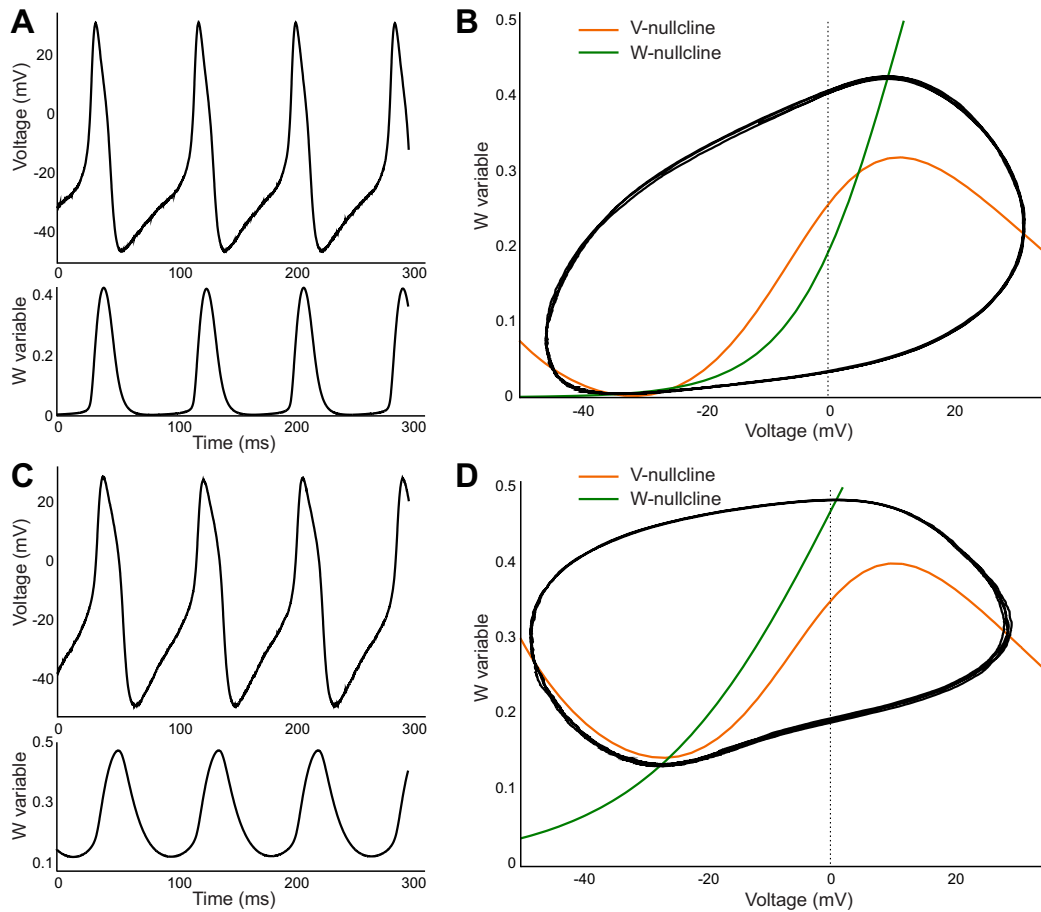 A
Voltage (mV)
20
0
-20
-40
0
100
200
300
W variable
0.4
0.2
0
0
100
200
300
Time (ms)
B
V-nullcline
W-nullcline
W variable
0.5
0.4
0.3
0.2
0.1
0
-40
-20
0
20
Voltage (mV)
C
Voltage (mV)
20
0
-20
-40
0
100
200
300
W variable
0.5
0.3
0.1
0
100
200
300
Time (ms)
D
V-nullcline
W-nullcline
W variable
0.5
0.4
0.3
0.2
0.1
0
-40
-20
0
20
Voltage (mV)